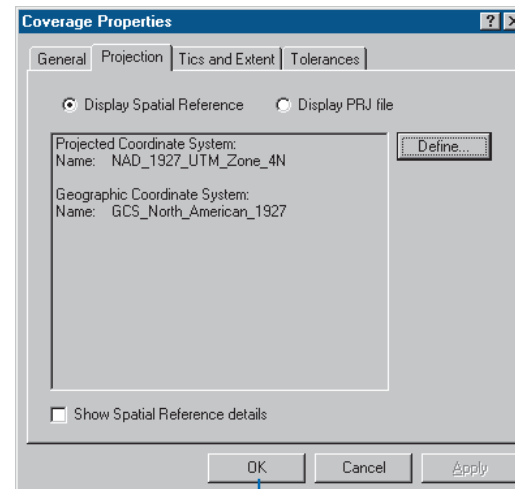 Coverage Properties
General Projection Tics and Extent Tolerances
Display Spatial Reference Display PRJ file
Projected Coordinate System:
Name: NAD_1927_UTM_Zone_4N
Define...
Geographic Coordinate System:
Name: GCS_North_American_1927
Show Spatial Reference details
OK Cancel Apply